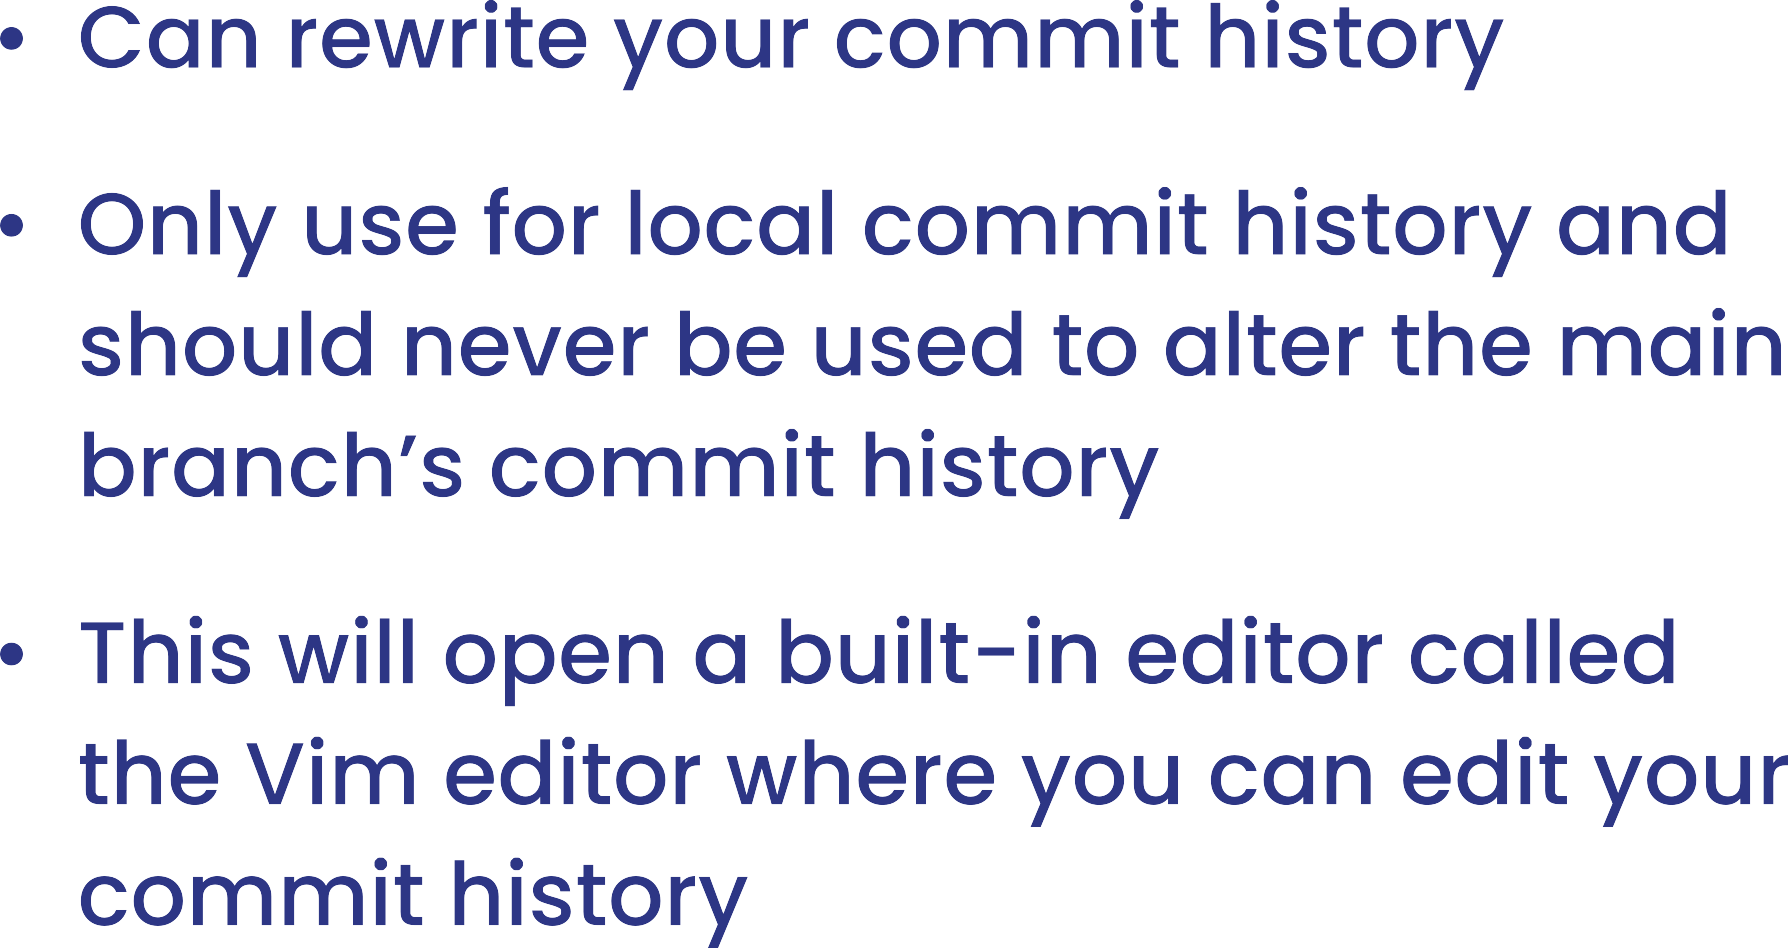 • Can rewrite your commit history
• Only use for local commit history and
should never be used to alter the main
branch’s commit history
• This will open a built-in editor called
the Vim editor where you can edit your
commit history